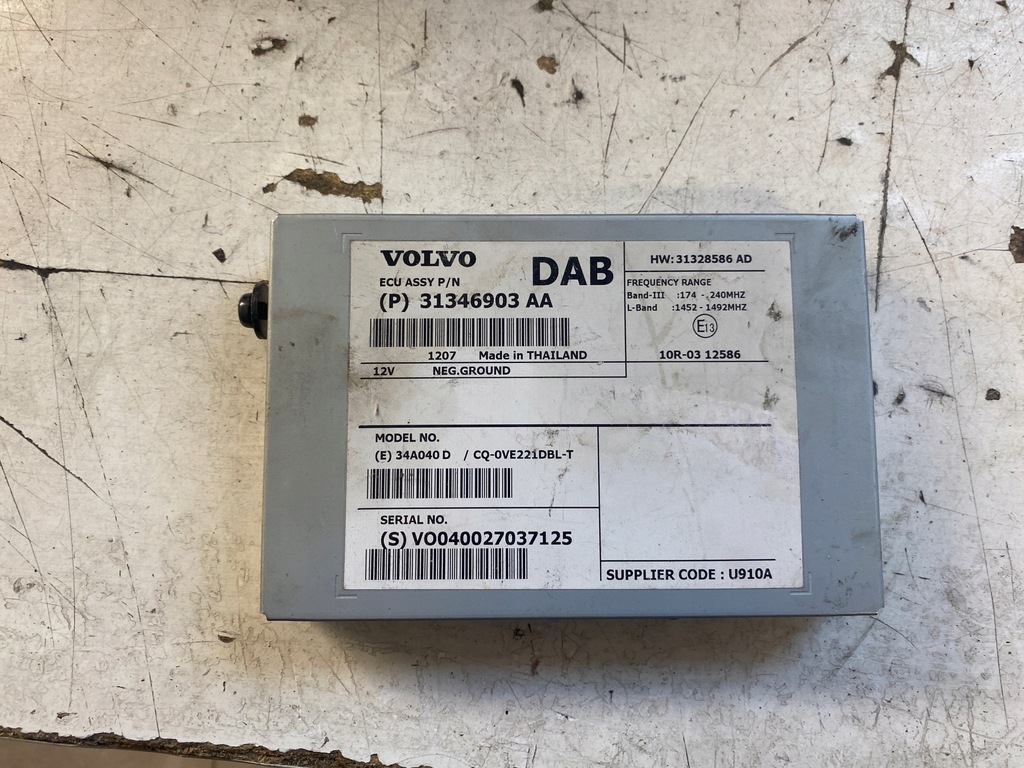 VOLVO
DAB
ECU ASSY P/N
(P) 31346903 AA
1207 Made in THAILAND
12V NEG.GROUND
HW:31328586 AD
FREQUENCY RANGE
Band-III :174 - 240MHZ
L-Band :1452 - 1492MHZ
E13
10R-03 12586
MODEL NO.
(E) 34A040 D / CQ-0VE221DBL-T
SERIAL NO.
(S) VO040027037125
SUPPLIER CODE : U910A